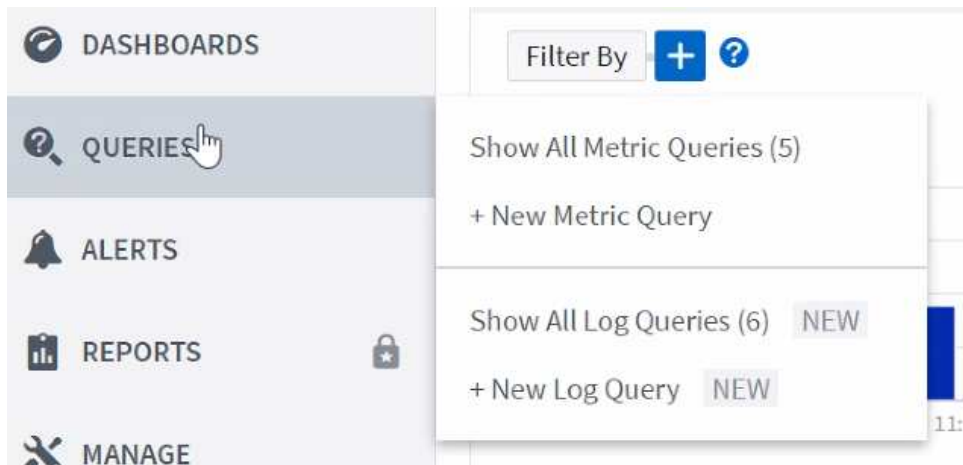 DASHBOARDS
Filter By + ?
QUERIES
Show All Metric Queries (5)
+ New Metric Query
ALERTS
Show All Log Queries (6) NEW
REPORTS
+ New Log Query NEW
11:
MANAGE